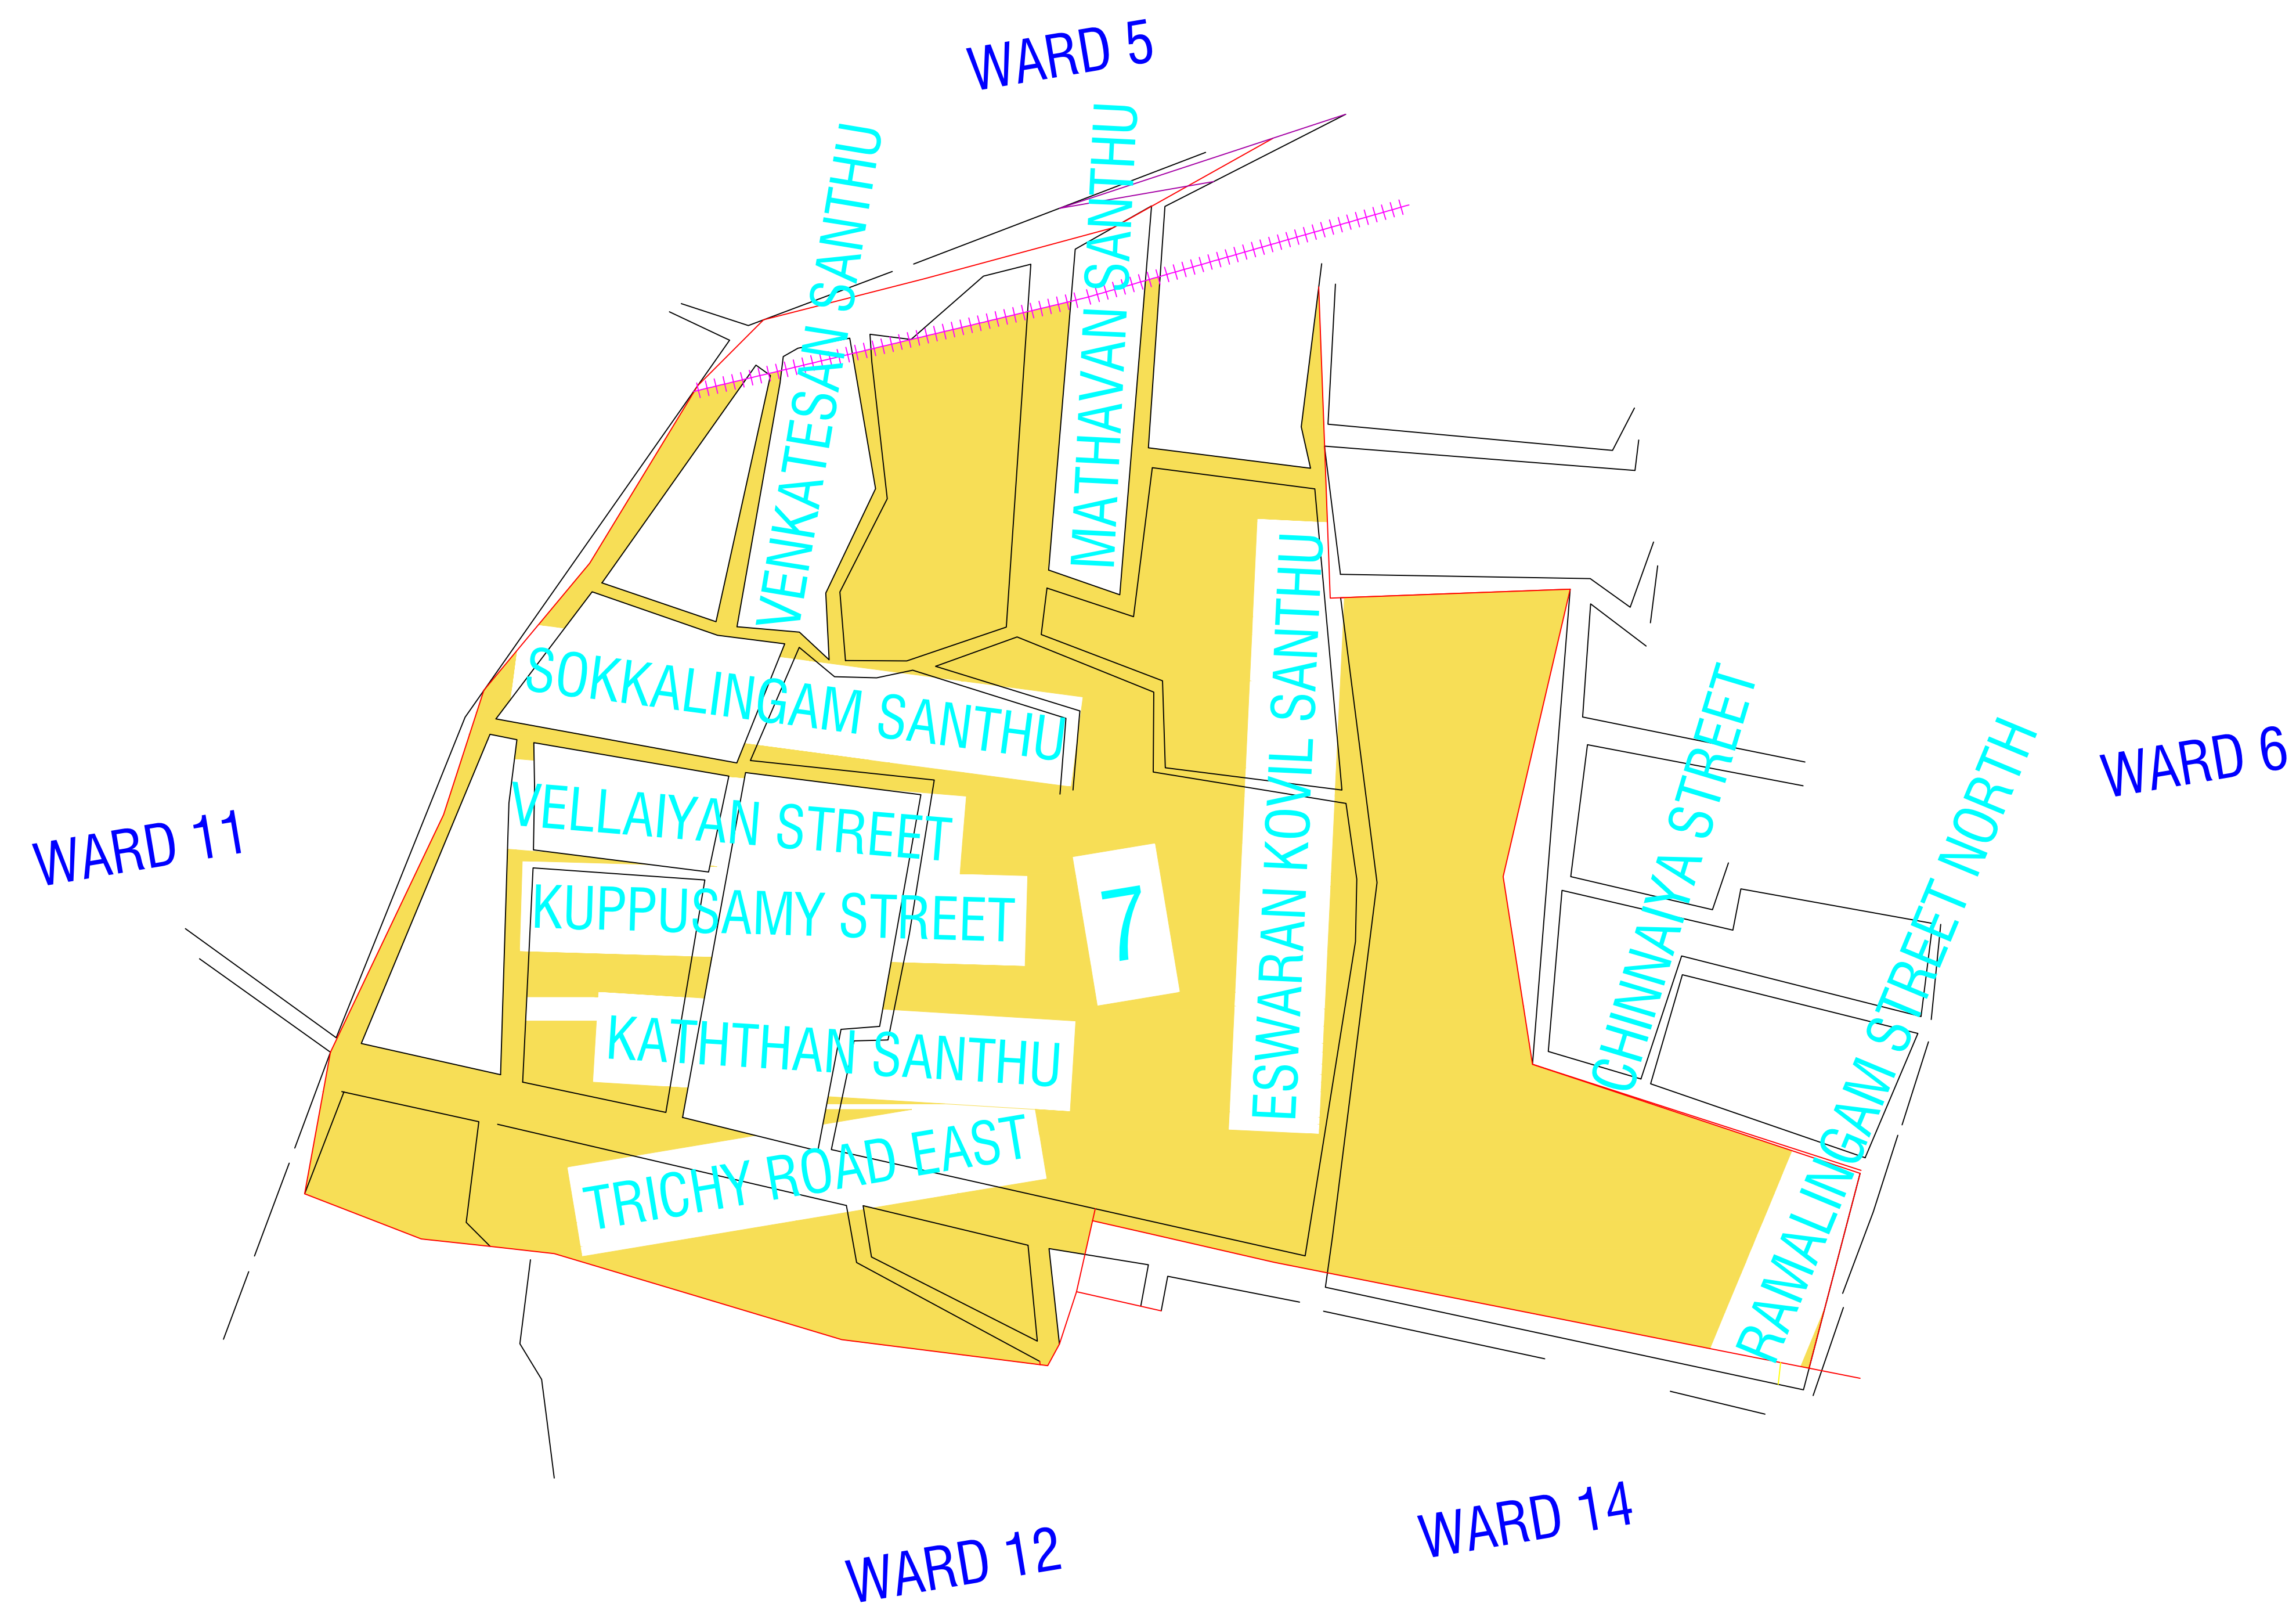 WARD 5
VENKATESAN SANTHU
MATHAVAN SANTHU
SOKKALINGAM SANTHU
ESWARAN KOVIL SANTHU
CHINNAIYA STREET
RAMALINGAM STREET NORTH
WARD 6
WARD 11
VELLAIYAN STREET
KUPPUSAMY STREET
7
KATHTHAN SANTHU
TRICHY ROAD EAST
WARD 14
WARD 12